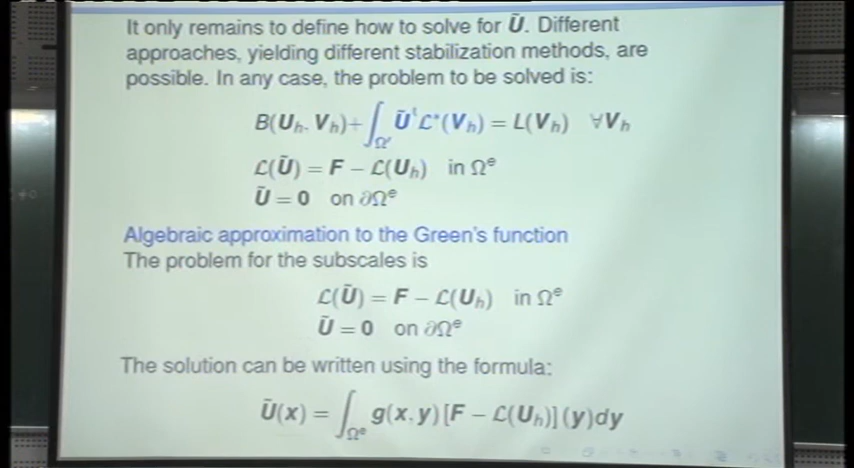 It only remains to define how to solve for Ũ. Different
approaches, yielding different stabilization methods, are
possible. In any case, the problem to be solved is:
B(Uₕ, Vₕ) + ∫_Ω′ Ũᵗ ℒ*(Vₕ) = L(Vₕ) ∀Vₕ
ℒ(Ũ) = F − ℒ(Uₕ) in Ωᵉ
Ũ = 0 on ∂Ωᵉ
Algebraic approximation to the Green's function
The problem for the subscales is
ℒ(Ũ) = F − ℒ(Uₕ) in Ωᵉ
Ũ = 0 on ∂Ωᵉ
The solution can be written using the formula:
Ũ(x) = ∫_Ωᵉ g(x, y)[F − ℒ(Uₕ)](y)dy